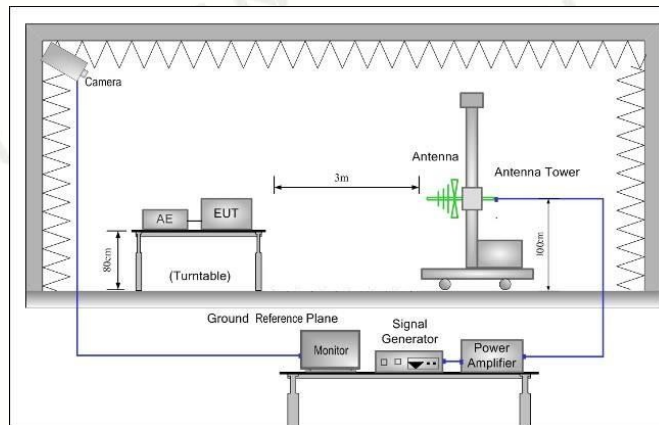 Camera
3m
Antenna
Antenna Tower
AE
EUT
80cm
(Turntable)
100cm
Ground Reference Plane
Monitor
Signal
Generator
Power
Amplifier